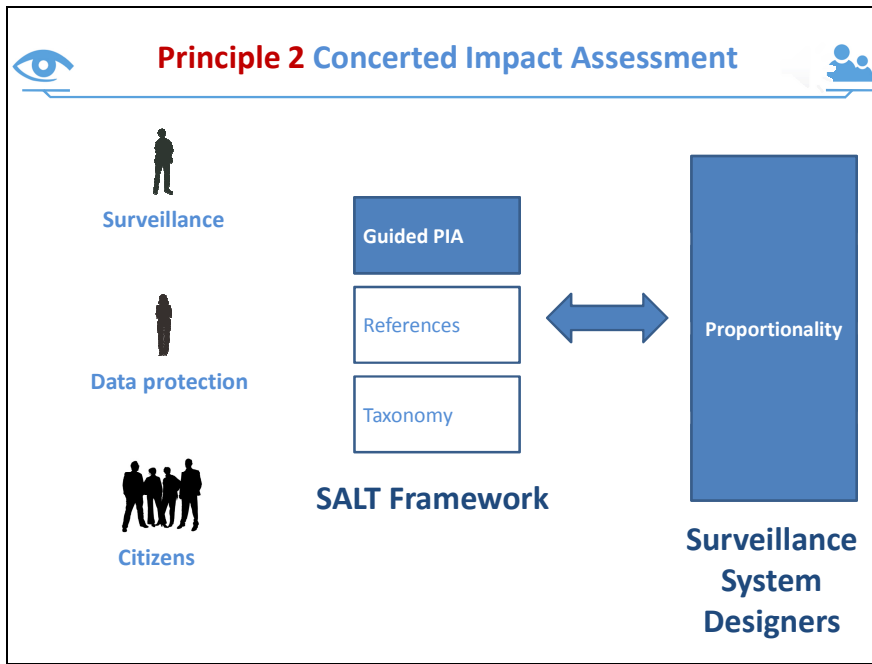 Principle 2 Concerted Impact Assessment
Surveillance
Data protection
Citizens
Guided PIA
References
Taxonomy
SALT Framework
Proportionality
Surveillance
System
Designers